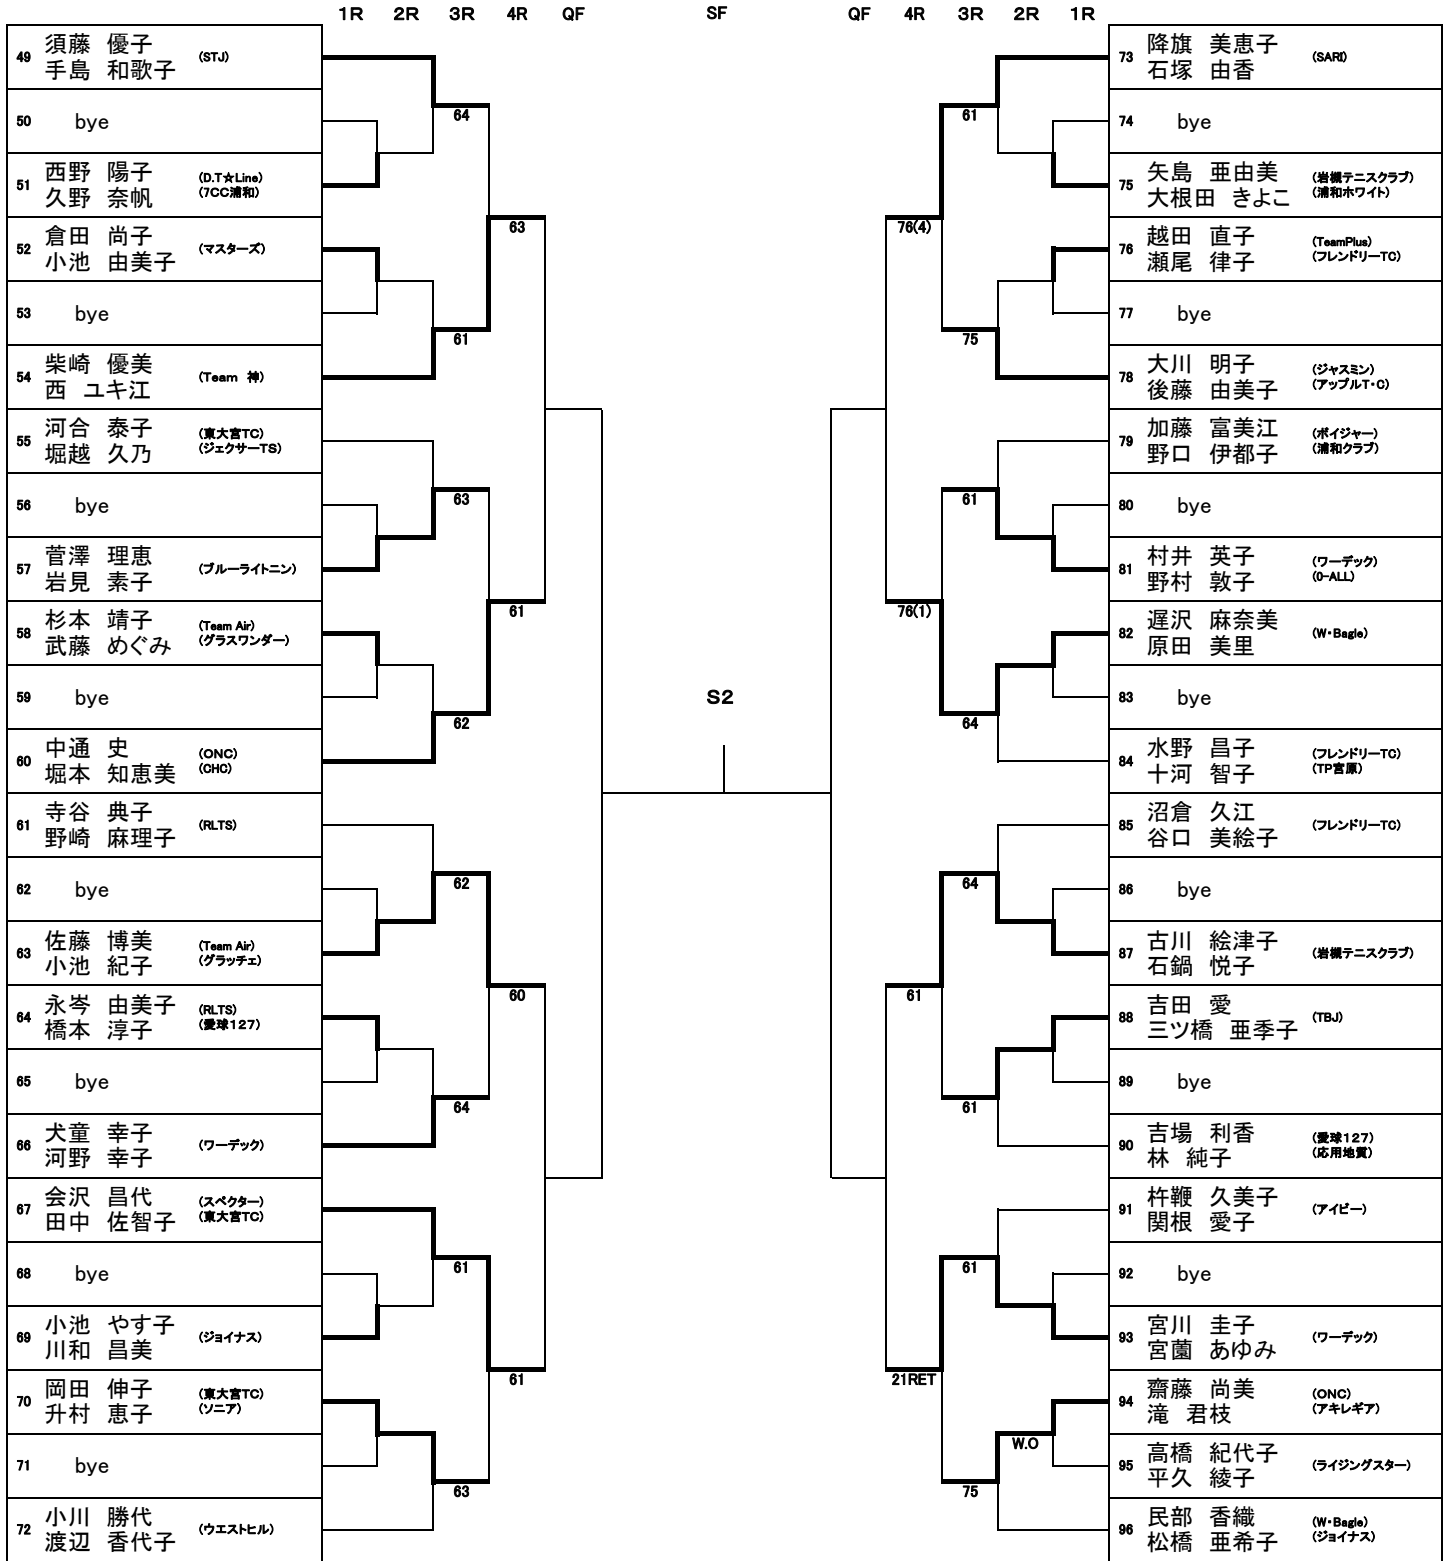 1R 2R 3R 4R QF SF QF 4R 3R 2R 1R
49 須藤 優子 (STJ)
手島 和歌子
50 bye
51 西野 陽子 (D.T☆Line)
久野 奈帆 (7CC浦和)
52 倉田 尚子 (マスターズ)
小池 由美子
53 bye
54 柴崎 優美 (Team 神)
西 ユキ江
55 河合 泰子 (東大宮TC)
堀越 久乃 (ジェクサーTS)
56 bye
57 菅澤 理恵 (ブルーライトニン)
岩見 素子
58 杉本 靖子 (Team Air)
武藤 めぐみ (グラスワンダー)
59 bye
60 中通 史 (ONC)
堀本 知恵美 (CHC)
61 寺谷 典子 (RLTS)
野崎 麻理子
62 bye
63 佐藤 博美 (Team Air)
小池 紀子 (グラッチェ)
64 永岑 由美子 (RLTS)
橋本 淳子 (愛球127)
65 bye
66 犬童 幸子 (ワーデック)
河野 幸子
67 会沢 昌代 (スペクター)
田中 佐智子 (東大宮TC)
68 bye
69 小池 やす子 (ジョイナス)
川和 昌美
70 岡田 伸子 (東大宮TC)
升村 恵子 (ソニア)
71 bye
72 小川 勝代 (ウエストヒル)
渡辺 香代子
64
61
63
62
62
64
61
63
63
61
60
61
S2
76(4)
76(1)
61
21RET
61
75
61
64
64
61
61
75
W.O
73 降旗 美恵子 (SARI)
石塚 由香
74 bye
75 矢島 亜由美 (岩槻テニスクラブ)
大根田 きよこ (浦和ホワイト)
76 越田 直子 (TeamPlus)
瀬尾 律子 (フレンドリーTC)
77 bye
78 大川 明子 (ジャスミン)
後藤 由美子 (アップルT・C)
79 加藤 富美江 (ボイジャー)
野口 伊都子 (浦和クラブ)
80 bye
81 村井 英子 (ワーデック)
野村 敦子 (O-ALL)
82 遅沢 麻奈美 (W・Bagle)
原田 美里
83 bye
84 水野 昌子 (フレンドリーTC)
十河 智子 (TP宮原)
85 沼倉 久江 (フレンドリーTC)
谷口 美絵子
86 bye
87 古川 絵津子 (岩槻テニスクラブ)
石鍋 悦子
88 吉田 愛 (TBJ)
三ツ橋 亜季子
89 bye
90 吉場 利香 (愛球127)
林 純子 (応用地質)
91 杵鞭 久美子 (アイビー)
関根 愛子
92 bye
93 宮川 圭子 (ワーデック)
宮薗 あゆみ
94 齋藤 尚美 (ONC)
滝 君枝 (アキレギア)
95 高橋 紀代子 (ライジングスター)
平久 綾子
96 民部 香織 (W・Bagle)
松橋 亜希子 (ジョイナス)